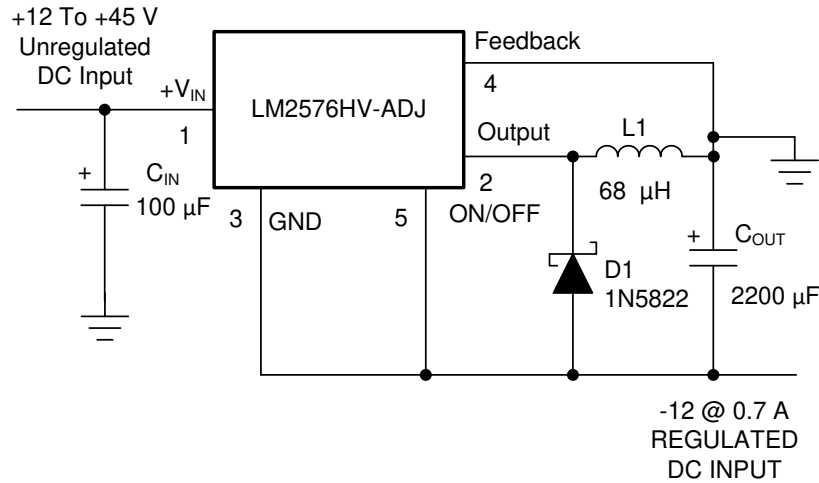 +12 To +45 V
Unregulated
DC Input
+VIN
1
LM2576HV-ADJ
Feedback
4
Output
2
ON/OFF
L1
68 µH
+
CIN
100 µF
3
GND
5
D1
1N5822
+
COUT
2200 µF
-12 @ 0.7 A
REGULATED
DC INPUT